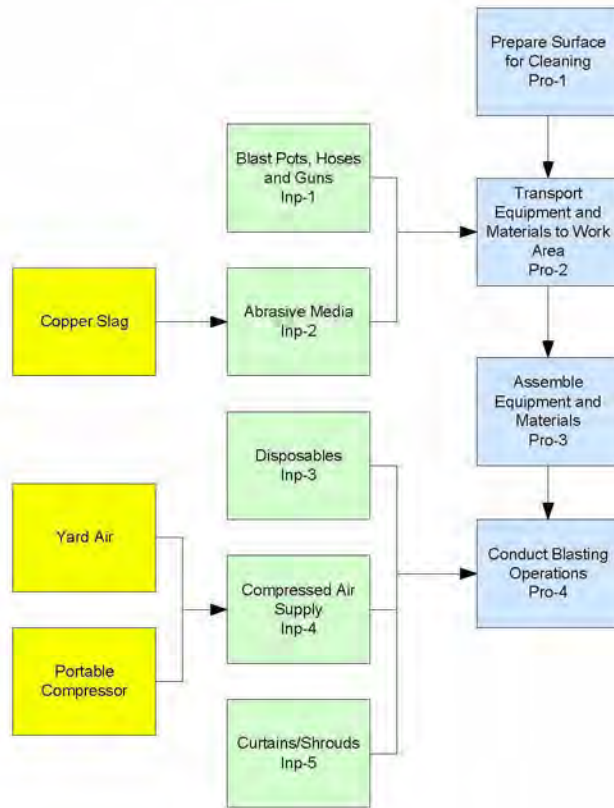 Prepare Surface
for Cleaning
Pro-1
Blast Pots, Hoses
and Guns
Inp-1
Transport
Equipment and
Materials to Work
Area
Pro-2
Copper Slag
Abrasive Media
Inp-2
Assemble
Equipment and
Materials
Pro-3
Disposables
Inp-3
Yard Air
Compressed Air
Supply
Inp-4
Conduct Blasting
Operations
Pro-4
Portable
Compressor
Curtains/Shrouds
Inp-5